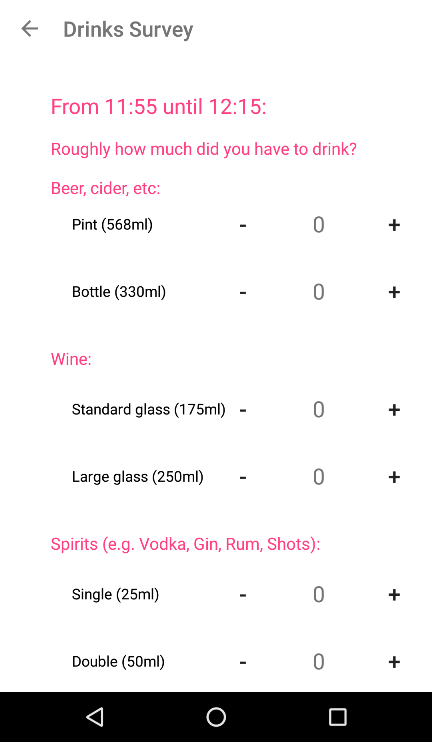 Drinks Survey
From 11:55 until 12:15:
Roughly how much did you have to drink?
Beer, cider, etc:
Pint (568ml) - 0 +
Bottle (330ml) - 0 +
Wine:
Standard glass (175ml) - 0 +
Large glass (250ml) - 0 +
Spirits (e.g. Vodka, Gin, Rum, Shots):
Single (25ml) - 0 +
Double (50ml) - 0 +